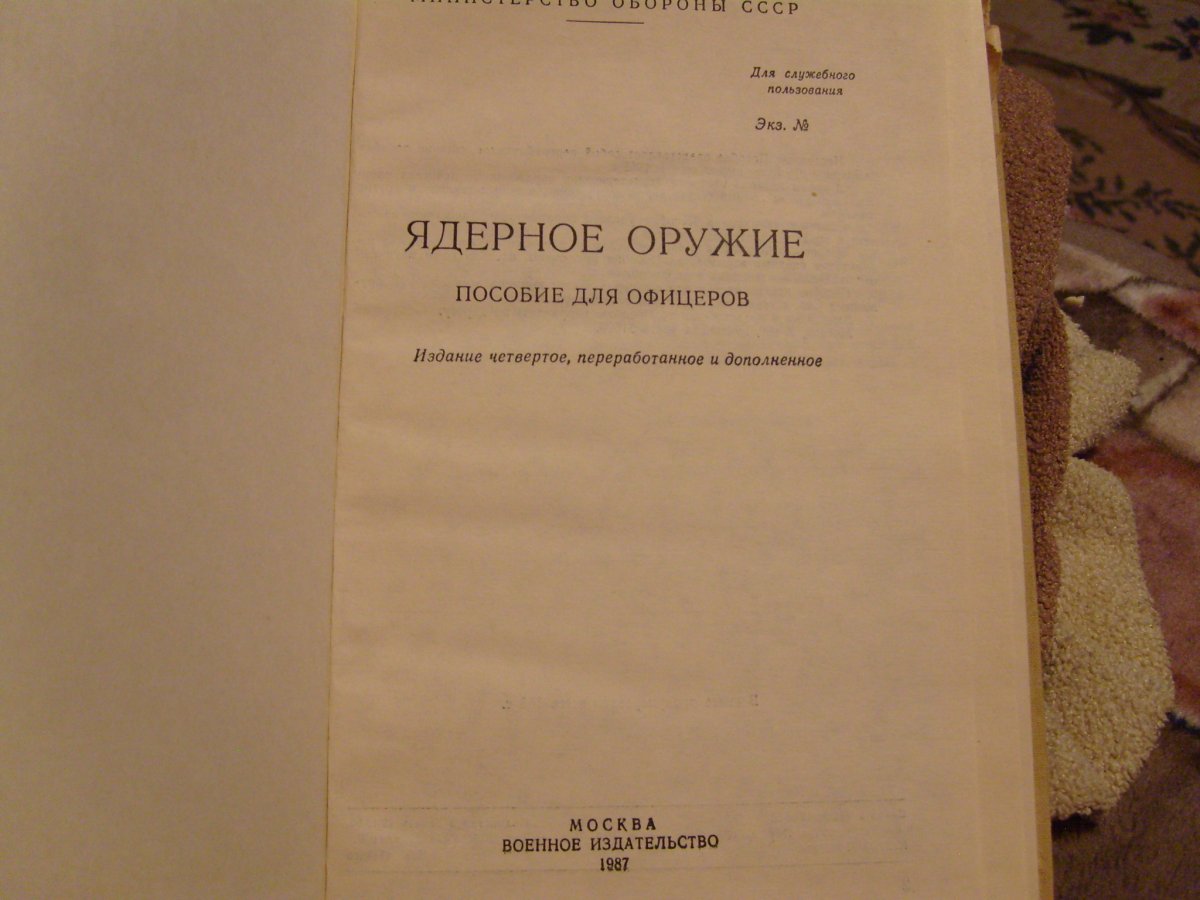 МИНИСТЕРСТВО ОБОРОНЫ СССР
Для служебного
пользования
Экз. №
ЯДЕРНОЕ ОРУЖИЕ
ПОСОБИЕ ДЛЯ ОФИЦЕРОВ
Издание четвертое, переработанное и дополненное
МОСКВА
ВОЕННОЕ ИЗДАТЕЛЬСТВО
1987